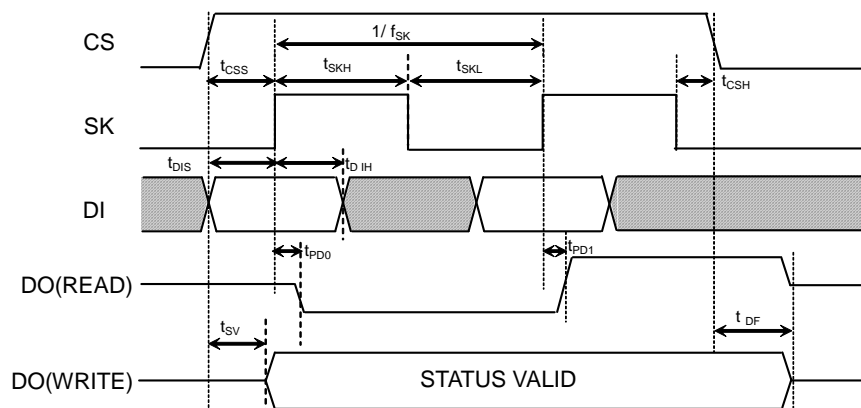 CS
1/ fSK
tCSS
tSKH
tSKL
tCSH
SK
tDIS
tD IH
DI
tPD0
tPD1
DO(READ)
tSV
t DF
DO(WRITE)
STATUS VALID